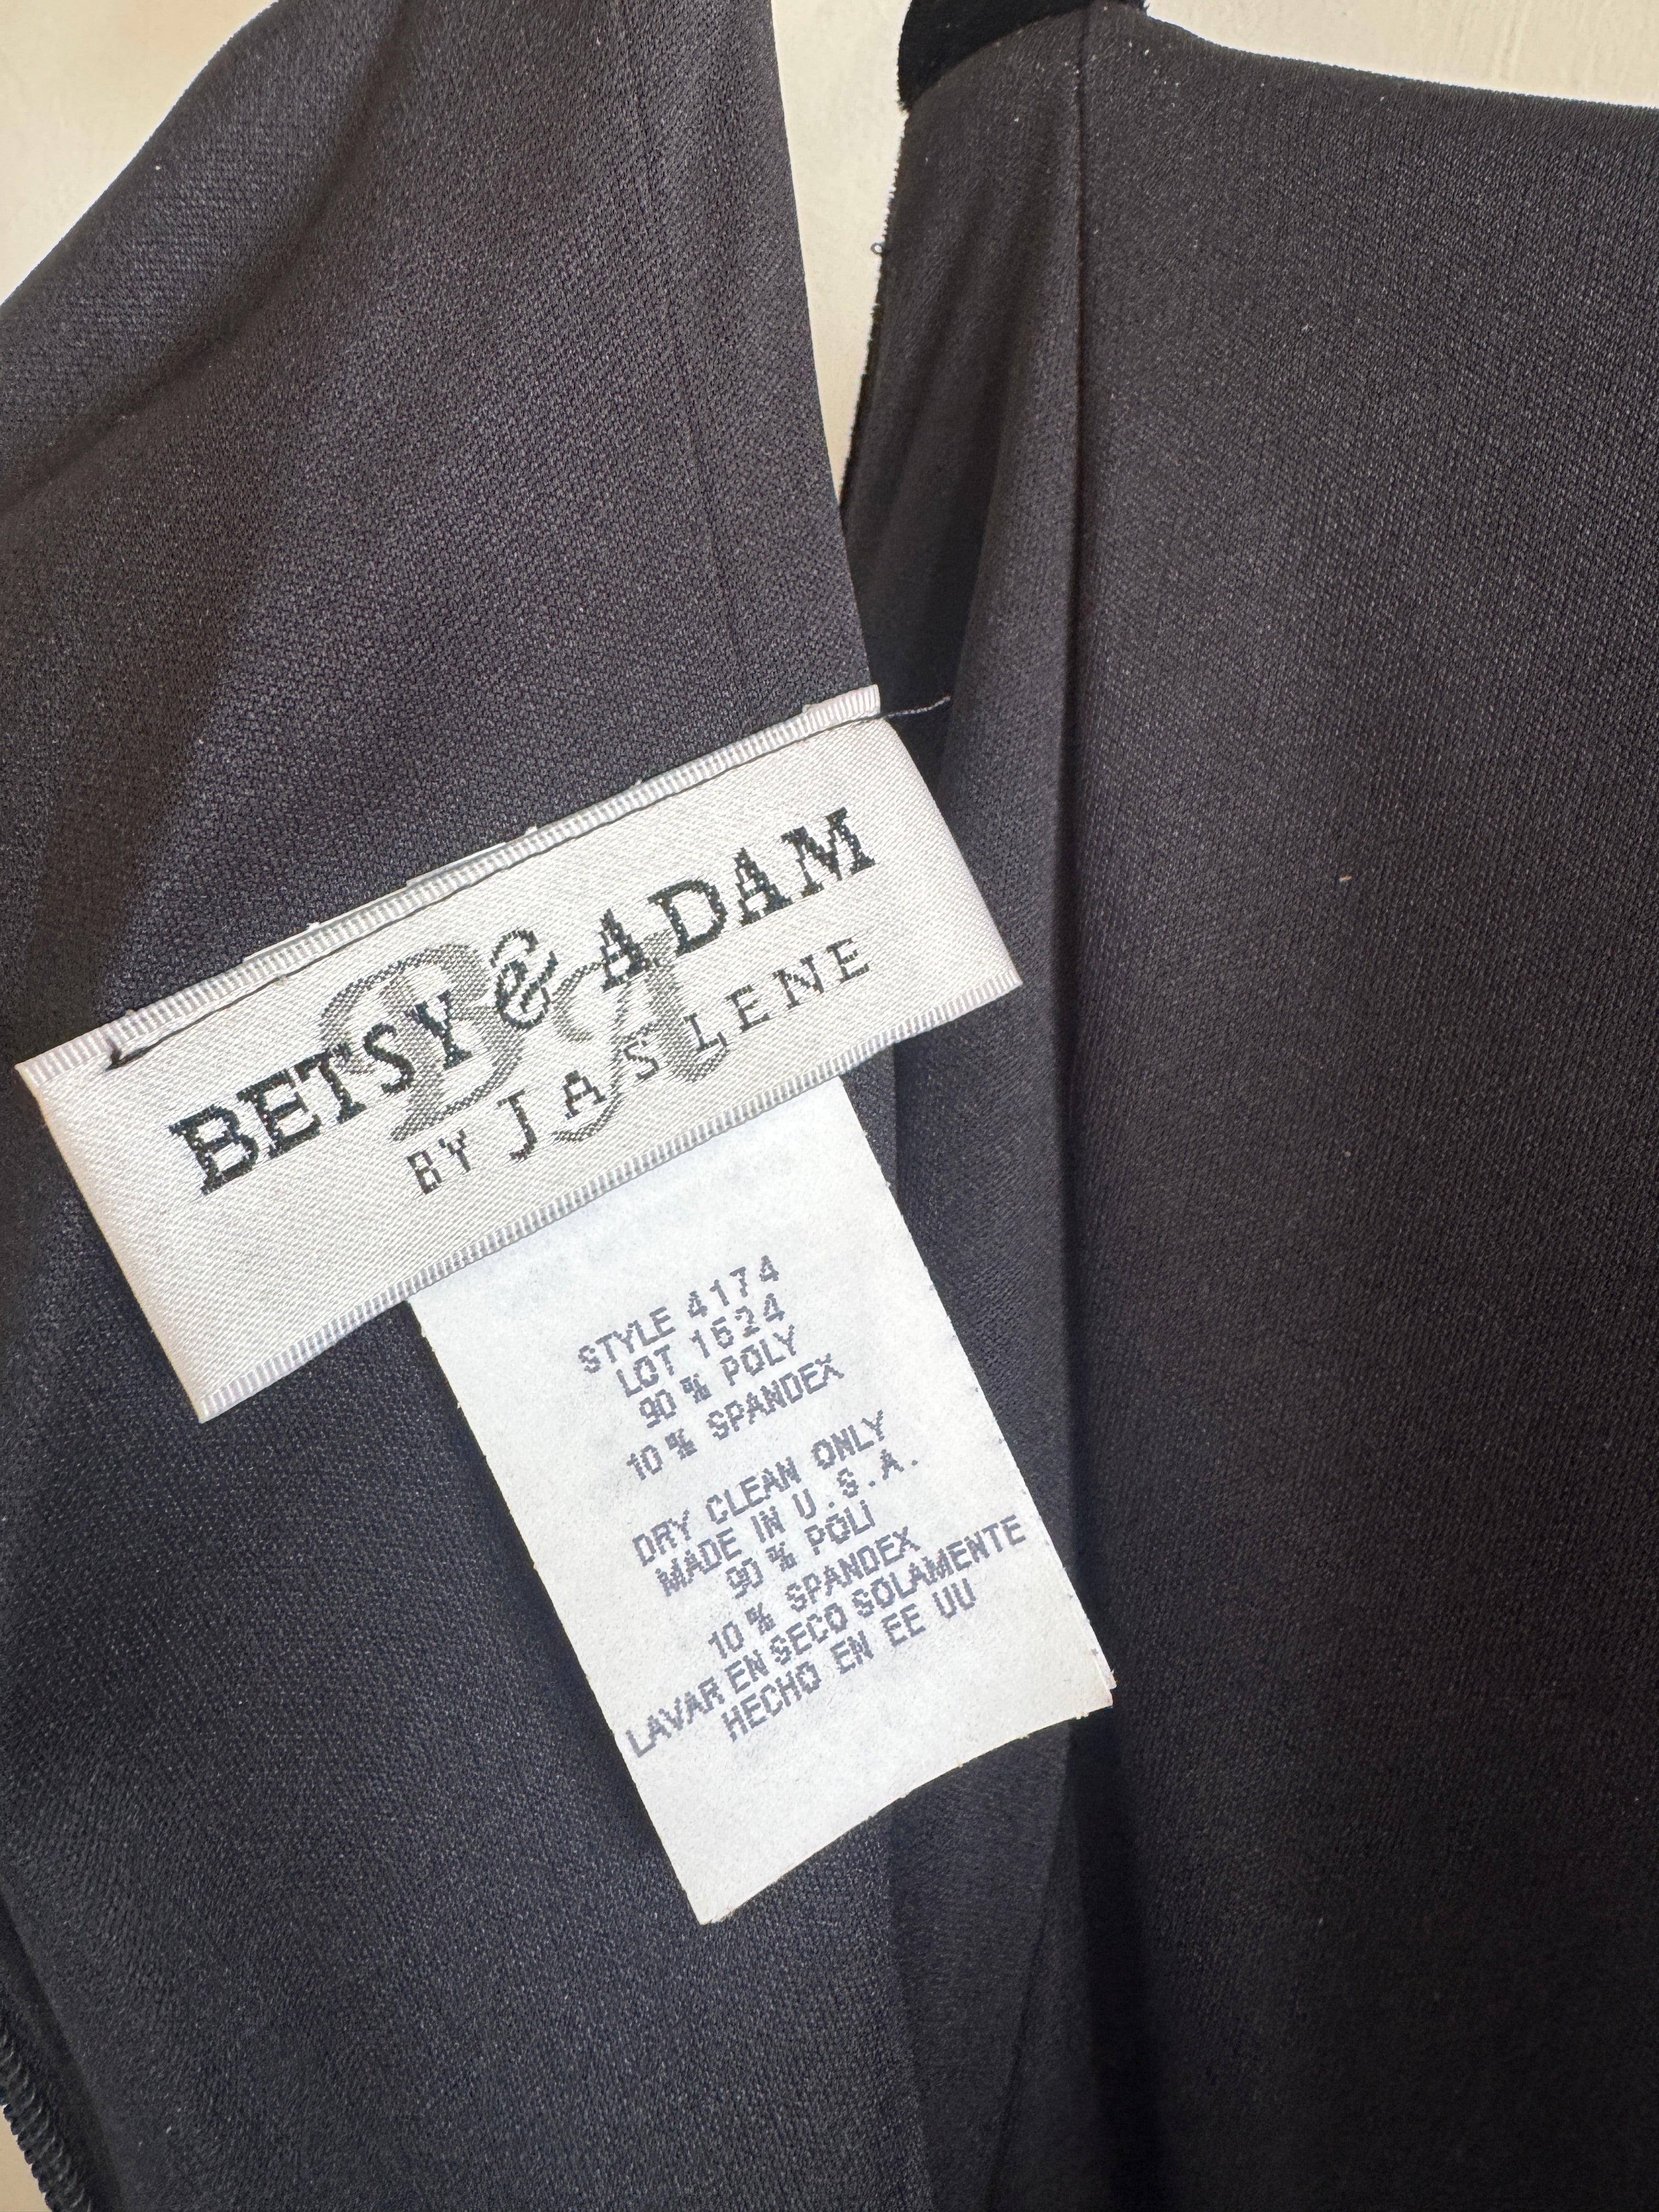 BETSY & ADAM
BY JASLENE
STYLE 4174
LOT 1624
90% POLY
10% SPANDEX
DRY CLEAN ONLY
MADE IN U.S.A.
90% POLI
10% SPANDEX
LAVAR EN SECO SOLAMENTE
HECHO EN EE UU